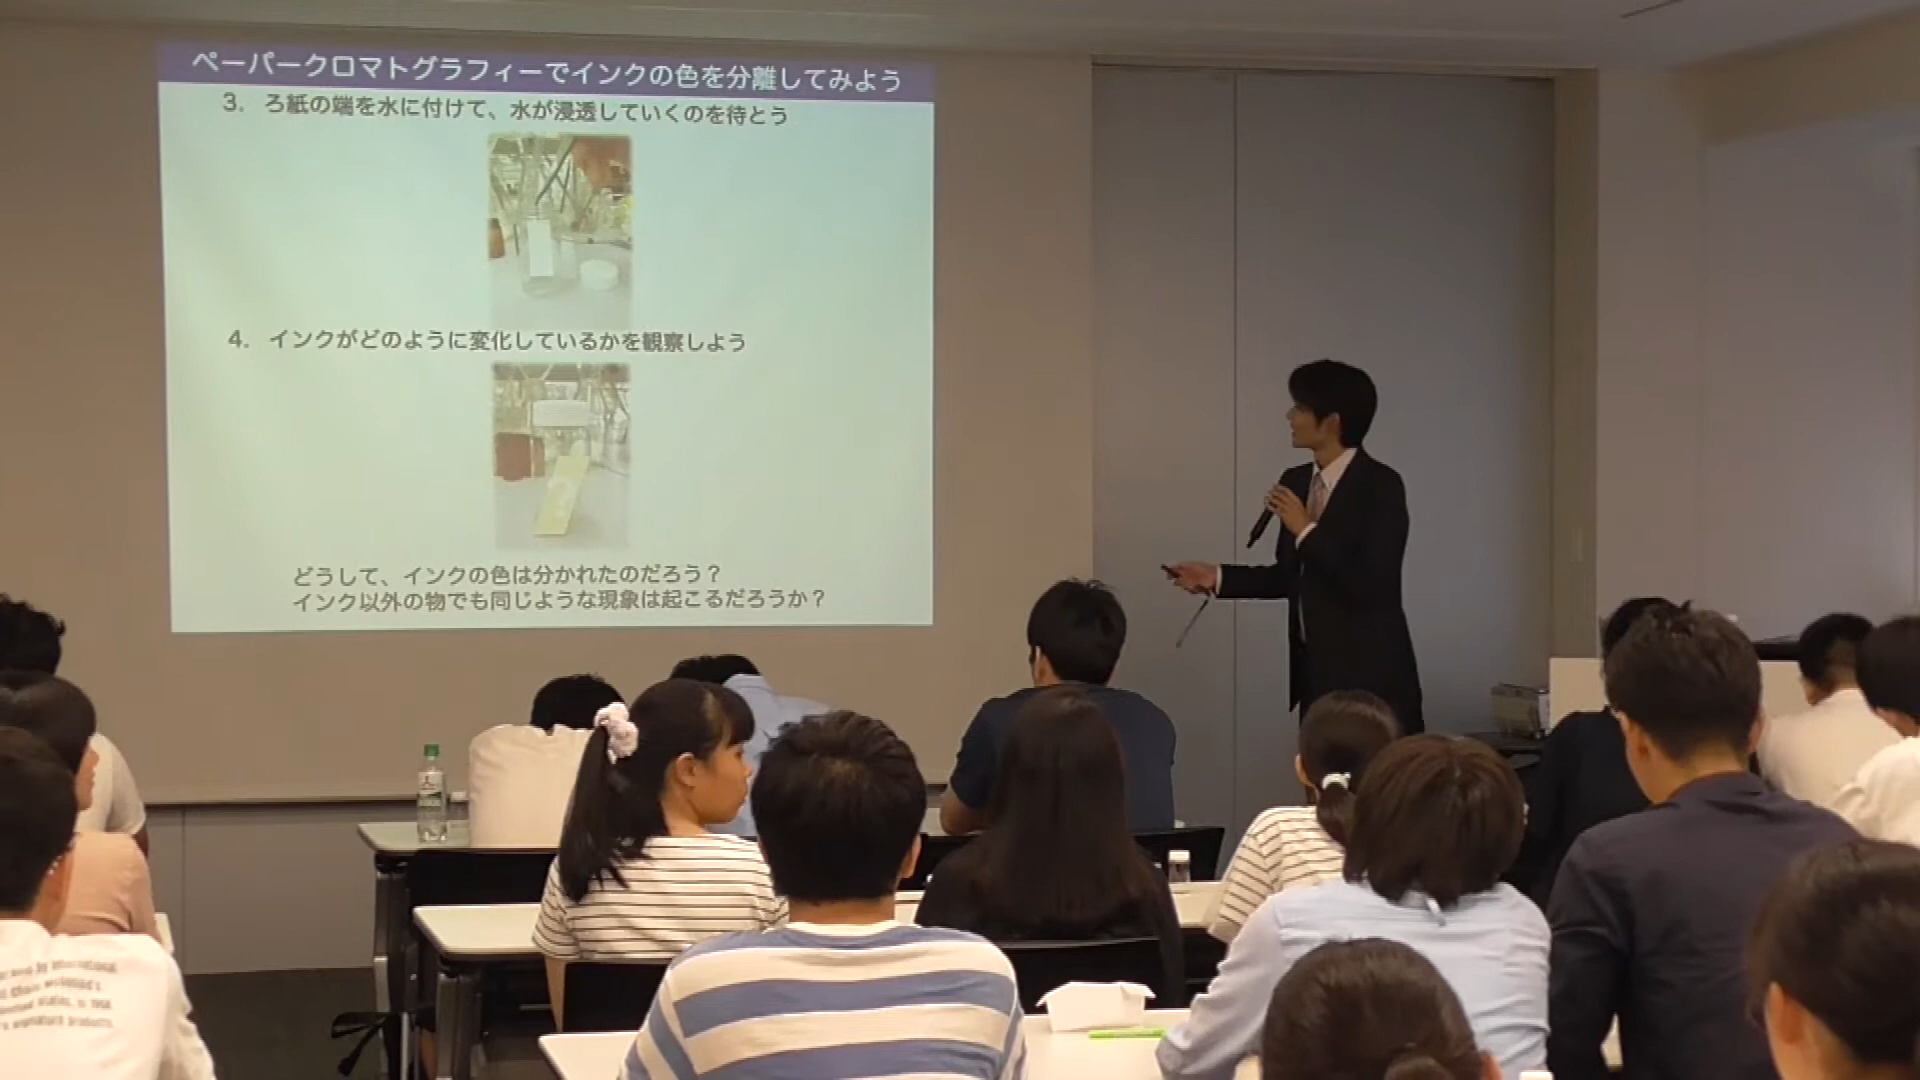 ペーパークロマトグラフィーでインクの色を分離してみよう
3. ろ紙の端を水に付けて、水が浸透していくのを待とう
4. インクがどのように変化しているかを観察しよう
どうして、インクの色は分かれたのだろう？
インク以外の物でも同じような現象は起こるだろうか？